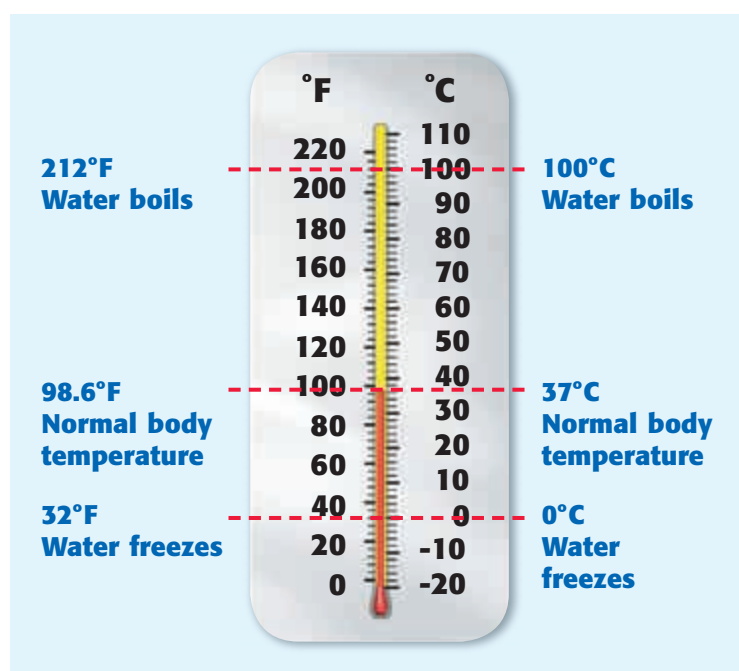 °F
°C
220
200
180
160
140
120
100
80
60
40
20
0
110
100
90
80
70
60
50
40
30
20
10
0
-10
-20
212°F
Water boils
100°C
Water boils
98.6°F
Normal body
temperature
37°C
Normal body
temperature
32°F
Water freezes
0°C
Water
freezes